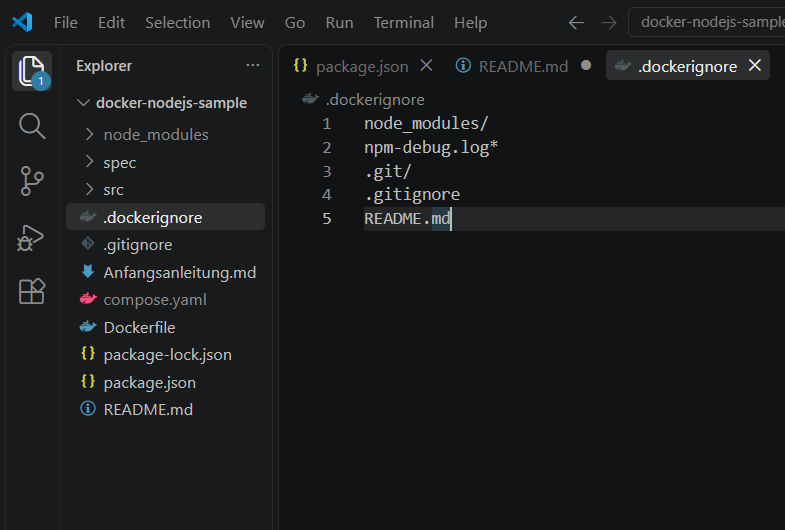 File Edit Selection View Go Run Terminal Help docker-nodejs-sample
Explorer ...
package.json README.md .dockerignore
1
docker-nodejs-sample
node_modules
spec
src
.dockerignore
.gitignore
Anfangsanleitung.md
compose.yaml
Dockerfile
package-lock.json
package.json
README.md
.dockerignore
1 node_modules/
2 npm-debug.log*
3 .git/
4 .gitignore
5 README.md